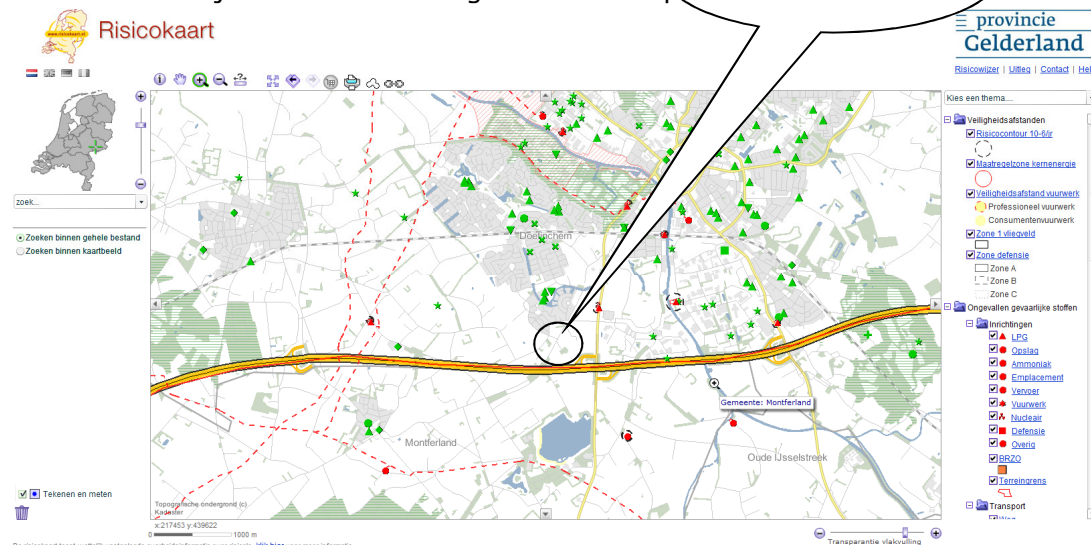 www.risicokaart.nl
Risicokaart
provincie
Gelderland
Risicowijzer | Uitleg | Contact | Hel
zoek...
Zoeken binnen gehele bestand
Zoeken binnen kaartbeeld
Tekenen en meten
Doetinchem
Montferland
Oude IJsselstreek
Gemeente: Montferland
Topografische ondergrond (c)
Kadaster
x:217453 y:439622
0
1000 m
Transparantie vlakvulling
Kies een thema...
Veiligheidsafstanden
Risicocontour 10-6/jr
Maatregelzone kernenergie
Veiligheidsafstand vuurwerk
Professioneel vuurwerk
Consumentenvuurwerk
Zone 1 vliegveld
Zone defensie
Zone A
Zone B
Zone C
Ongevallen gevaarlijke stoffen
Inrichtingen
LPG
Opslag
Ammoniak
Emplacement
Vervoer
Vuurwerk
Nucleair
Defensie
Overig
BRZO
Terreingrens
Transport